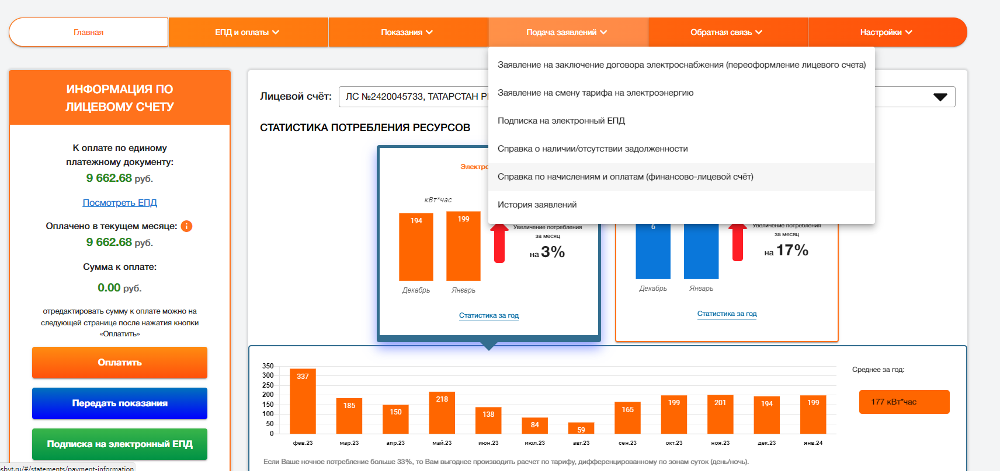 Главная
ЕПД и оплаты
Показания
Подача заявлений
Обратная связь
Настройки
Заявление на заключение договора электроснабжения (переоформление лицевого счета)
Заявление на смену тарифа на электроэнергию
Подписка на электронный ЕПД
Справка о наличии/отсутствии задолженности
Справка по начислениям и оплатам (финансово-лицевой счёт)
История заявлений
ИНФОРМАЦИЯ ПО
ЛИЦЕВОМУ СЧЕТУ
К оплате по единому
платежному документу:
9 662.68 руб.
Посмотреть ЕПД
Оплачено в текущем месяце: i
9 662.68 руб.
Сумма к оплате:
0.00 руб.
отредактировать сумму к оплате можно на
следующей странице после нажатия кнопки
«Оплатить»
Оплатить
Передать показания
Подписка на электронный ЕПД
Лицевой счёт:
ЛС №2420045733, ТАТАРСТАН
СТАТИСТИКА ПОТРЕБЛЕНИЯ РЕСУРСОВ
кВт*час
194
199
Декабрь
Январь
Увеличение потребления
за месяц
на 3%
Статистика за год
6
Декабрь
Январь
Увеличение потребления
за месяц
на 17%
Статистика за год
350
300
250
200
150
100
50
0
337
185
150
218
138
84
59
165
199
201
194
199
фев.23
мар.23
апр.23
май.23
июн.23
июл.23
авг.23
сен.23
окт.23
ноя.23
дек.23
янв.24
Среднее за год:
177 кВт*час
Если Ваше ночное потребление больше 33%, то Вам выгоднее производить расчет по тарифу, дифференцированному по зонам суток (день/ночь).